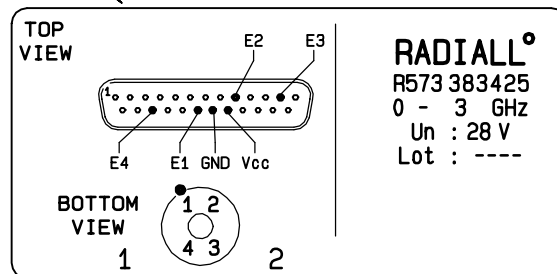 TOP
VIEW
E2 E3
1
E4 E1 GND Vcc
BOTTOM
VIEW
1 2
4 3
1 2
RADIALL°
R573 383425
0 - 3 GHz
Un : 28 V
Lot : ----